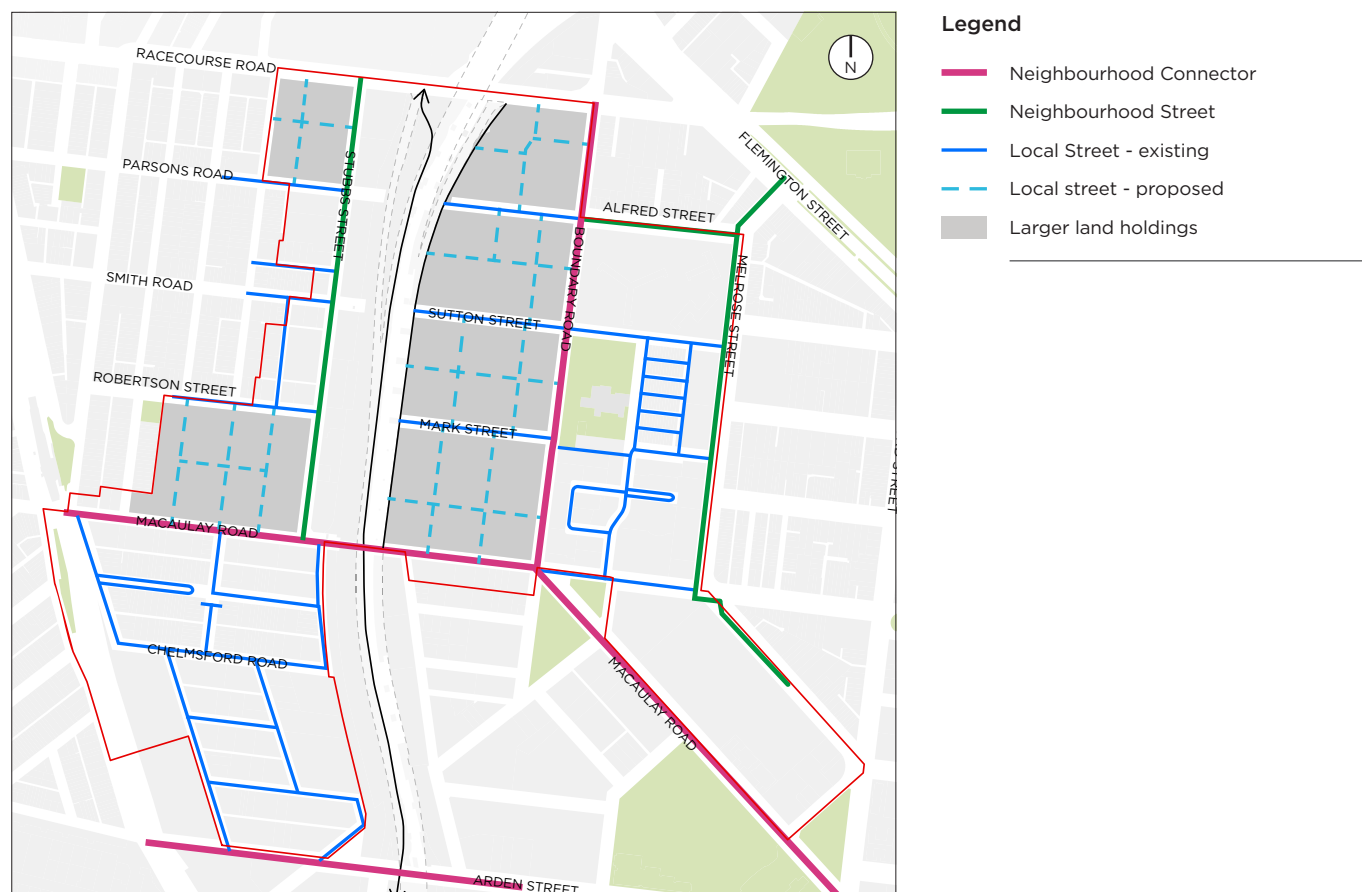 RACECOURSE ROAD
N
FLEMINGTON STREET
PARSONS ROAD
STUBBS STREET
ALFRED STREET
BOUNDARY ROAD
MELROSE STREET
SMITH ROAD
SUTTON STREET
ROBERTSON STREET
MARK STREET
STREET
MACAULAY ROAD
CHELMSFORD ROAD
MACAULAY ROAD
ARDEN STREET
Legend
Neighbourhood Connector
Neighbourhood Street
Local Street - existing
Local street - proposed
Larger land holdings